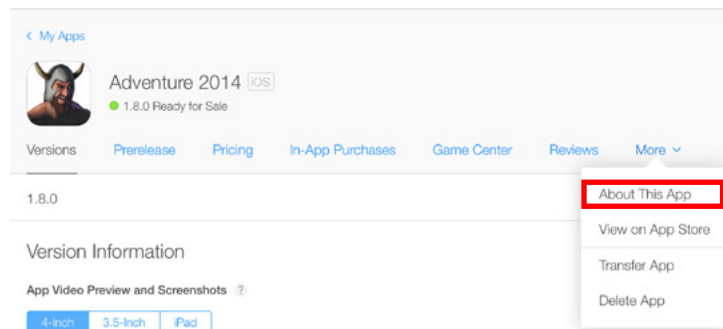 < My Apps
Adventure 2014 iOS
1.8.0 Ready for Sale
Versions Prerelease Pricing In-App Purchases Game Center Reviews More
1.8.0
About This App
View on App Store
Transfer App
Delete App
Version Information
App Video Preview and Screenshots ?
4-Inch 3.5-Inch iPad